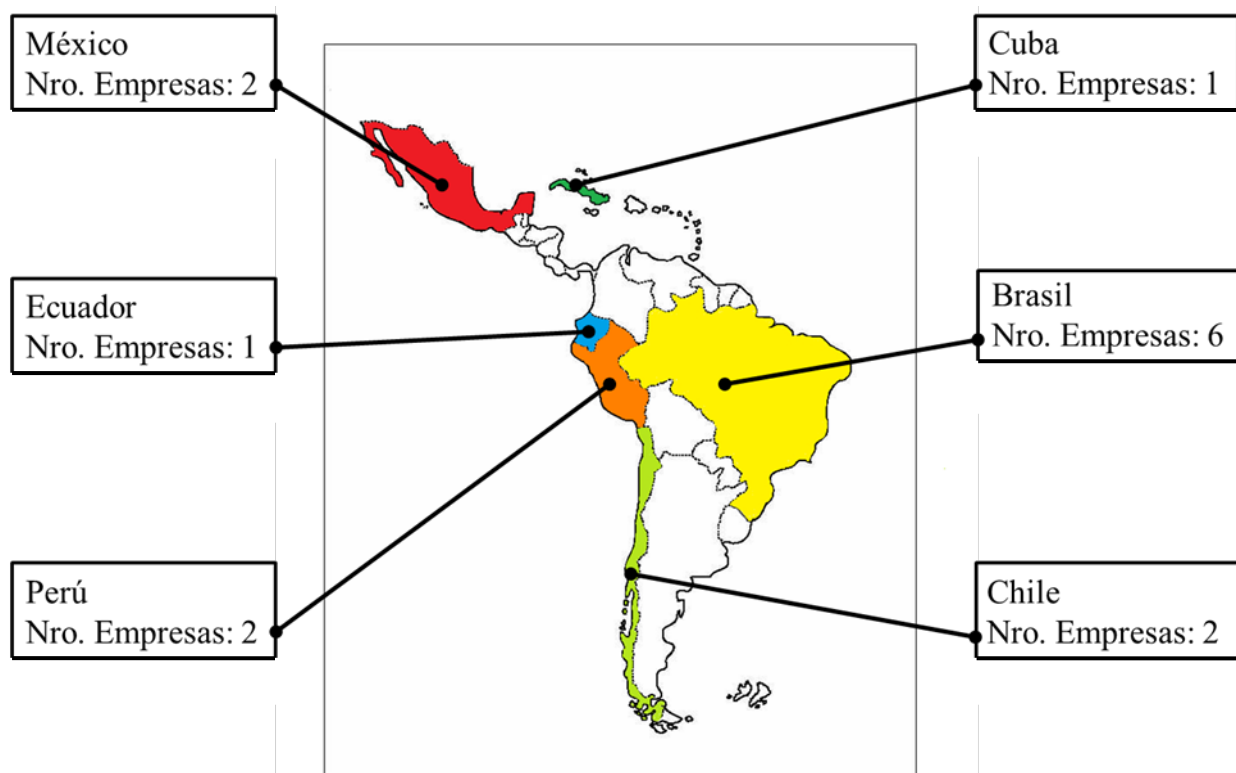 México
Nro. Empresas: 2
Cuba
Nro. Empresas: 1
Ecuador
Nro. Empresas: 1
Brasil
Nro. Empresas: 6
Perú
Nro. Empresas: 2
Chile
Nro. Empresas: 2